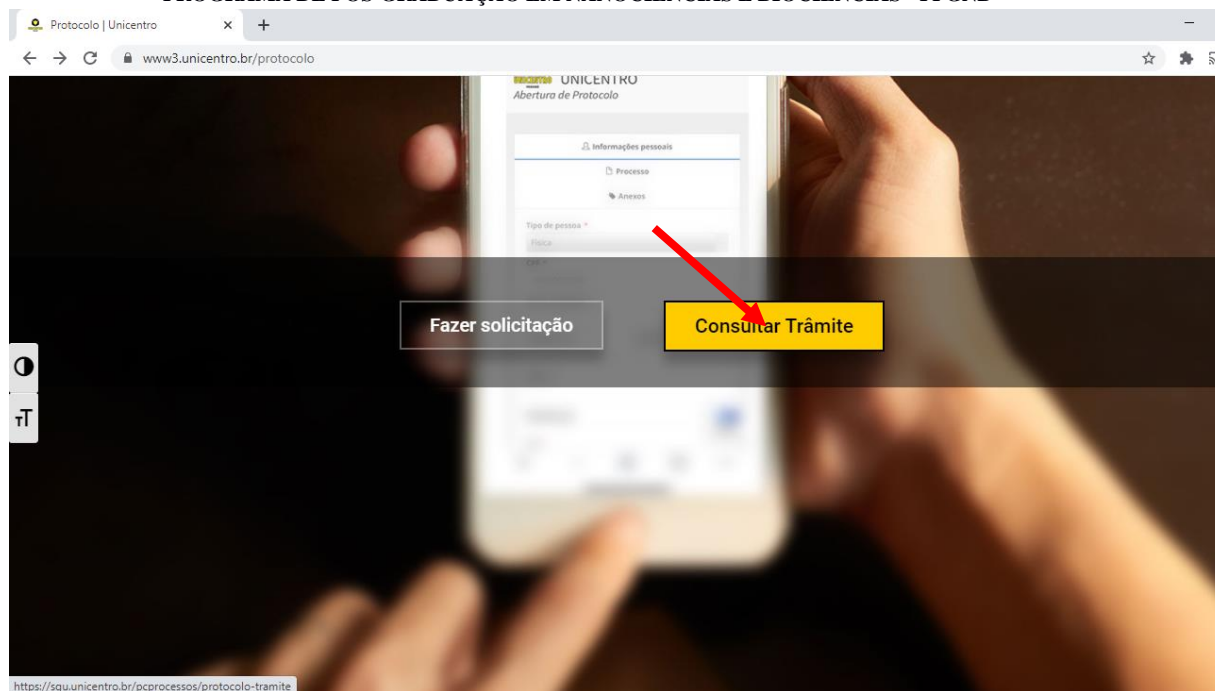 Protocolo | Unicentro
www3.unicentro.br/protocolo
UNICENTRO
Abertura de Protocolo
Informações pessoais
Processo
Anexos
Tipo de pessoa *
Física
Fazer solicitação
Consultar Trâmite
https://sgu.unicentro.br/pcprocessos/protocolo-tramite